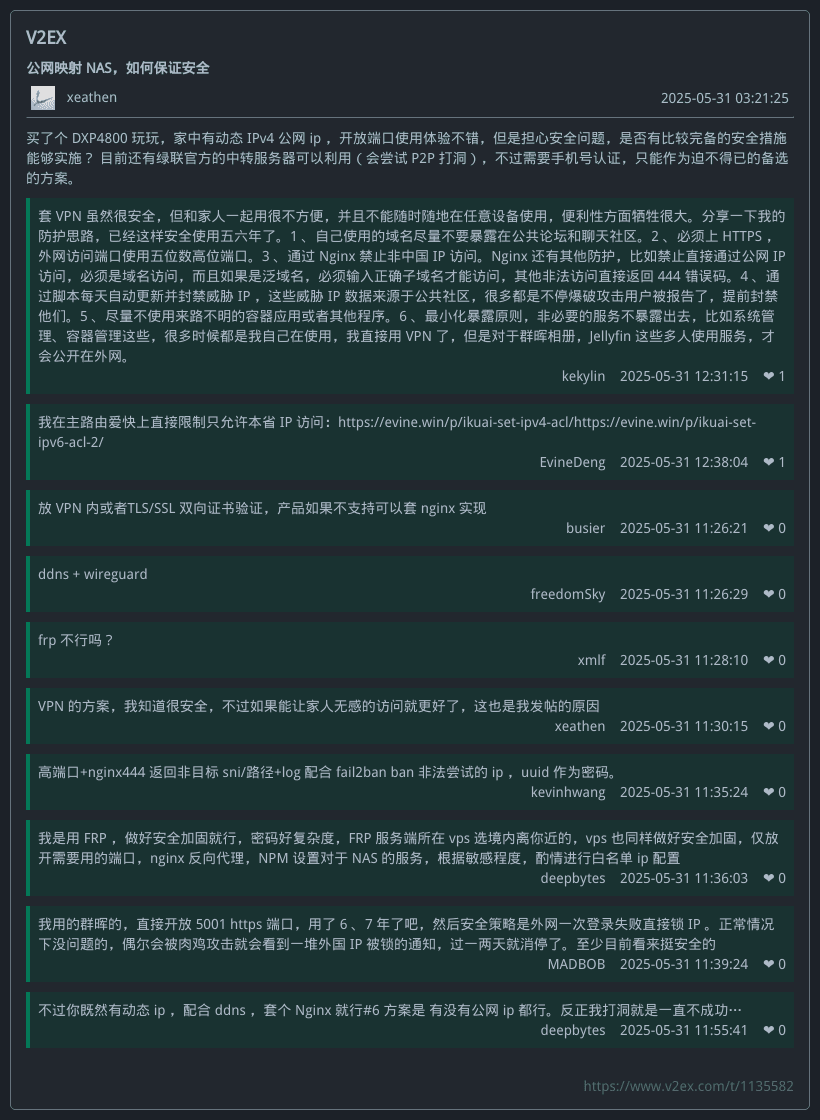 V2EX
公网映射 NAS，如何保证安全
xeathen 2025-05-31 03:21:25
买了个 DXP4800 玩玩，家中有动态 IPv4 公网 ip ，开放端口使用体验不错，但是担心安全问题，是否有比较完备的安全措施
能够实施？ 目前还有绿联官方的中转服务器可以利用（会尝试 P2P 打洞），不过需要手机号认证，只能作为迫不得已的备选
的方案。
套 VPN 虽然很安全，但和家人一起用很不方便，并且不能随时随地在任意设备使用，便利性方面牺牲很大。分享一下我的
防护思路，已经这样安全使用五六年了。1 、自己使用的域名尽量不要暴露在公共论坛和聊天社区。2 、必须上 HTTPS ，
外网访问端口使用五位数高位端口。3 、通过 Nginx 禁止非中国 IP 访问。Nginx 还有其他防护，比如禁止直接通过公网 IP
访问，必须是域名访问，而且如果是泛域名，必须输入正确子域名才能访问，其他非法访问直接返回 444 错误码。4 、通
过脚本每天自动更新并封禁威胁 IP ，这些威胁 IP 数据来源于公共社区，很多都是不停爆破攻击用户被报告了，提前封禁
他们。5 、尽量不使用来路不明的容器应用或者其他程序。6 、最小化暴露原则，非必要的服务不暴露出去，比如系统管
理、容器管理这些，很多时候都是我自己在使用，我直接用 VPN 了，但是对于群晖相册，Jellyfin 这些多人使用服务，才
会公开在外网。
kekylin 2025-05-31 12:31:15 ❤ 1
我在主路由爱快上直接限制只允许本省 IP 访问：https://evine.win/p/ikuai-set-ipv4-acl/https://evine.win/p/ikuai-set-
ipv6-acl-2/
EvineDeng 2025-05-31 12:38:04 ❤ 1
放 VPN 内或者TLS/SSL 双向证书验证，产品如果不支持可以套 nginx 实现
busier 2025-05-31 11:26:21 ❤ 0
ddns + wireguard
freedomSky 2025-05-31 11:26:29 ❤ 0
frp 不行吗？
xmlf 2025-05-31 11:28:10 ❤ 0
VPN 的方案，我知道很安全，不过如果能让家人无感的访问就更好了，这也是我发帖的原因
xeathen 2025-05-31 11:30:15 ❤ 0
高端口+nginx444 返回非目标 sni/路径+log 配合 fail2ban ban 非法尝试的 ip ，uuid 作为密码。
kevinhwang 2025-05-31 11:35:24 ❤ 0
我是用 FRP ，做好安全加固就行，密码好复杂度，FRP 服务端所在 vps 选境内离你近的，vps 也同样做好安全加固，仅放
开需要用的端口，nginx 反向代理，NPM 设置对于 NAS 的服务，根据敏感程度，酌情进行白名单 ip 配置
deepbytes 2025-05-31 11:36:03 ❤ 0
我用的群晖的，直接开放 5001 https 端口，用了 6 、7 年了吧，然后安全策略是外网一次登录失败直接锁 IP 。正常情况
下没问题的，偶尔会被肉鸡攻击就会看到一堆外国 IP 被锁的通知，过一两天就消停了。至少目前看来挺安全的
MADBOB 2025-05-31 11:39:24 ❤ 0
不过你既然有动态 ip ，配合 ddns ，套个 Nginx 就行#6 方案是 有没有公网 ip 都行。反正我打洞就是一直不成功…
deepbytes 2025-05-31 11:55:41 ❤ 0
https://www.v2ex.com/t/1135582